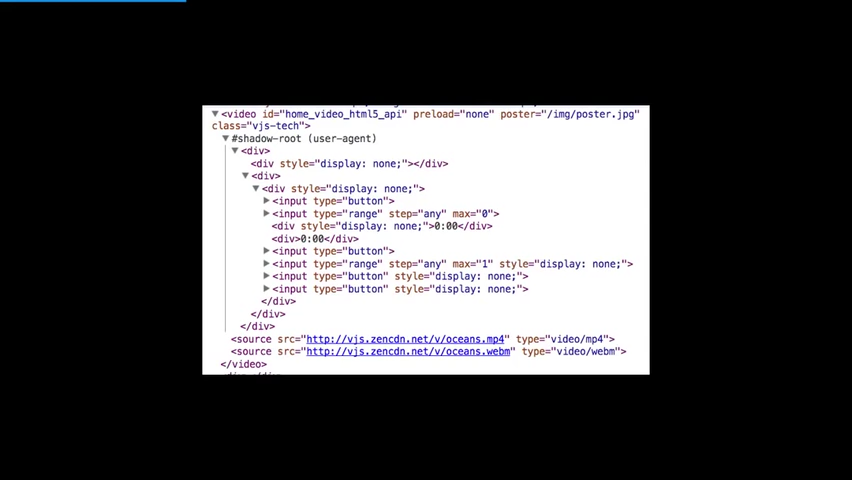 <video id="home_video_html5_api" preload="none" poster="/img/poster.jpg"
class="vjs-tech">
#shadow-root (user-agent)
<div>
<div style="display: none;"></div>
<div>
<div style="display: none;">
<input type="button">
<input type="range" step="any" max="0">
<div style="display: none;">0:00</div>
<div>0:00</div>
<input type="button">
<input type="range" step="any" max="1" style="display: none;">
<input type="button" style="display: none;">
<input type="button" style="display: none;">
</div>
</div>
</div>
<source src="http://vjs.zencdn.net/v/oceans.mp4" type="video/mp4">
<source src="http://vjs.zencdn.net/v/oceans.webm" type="video/webm">
</video>